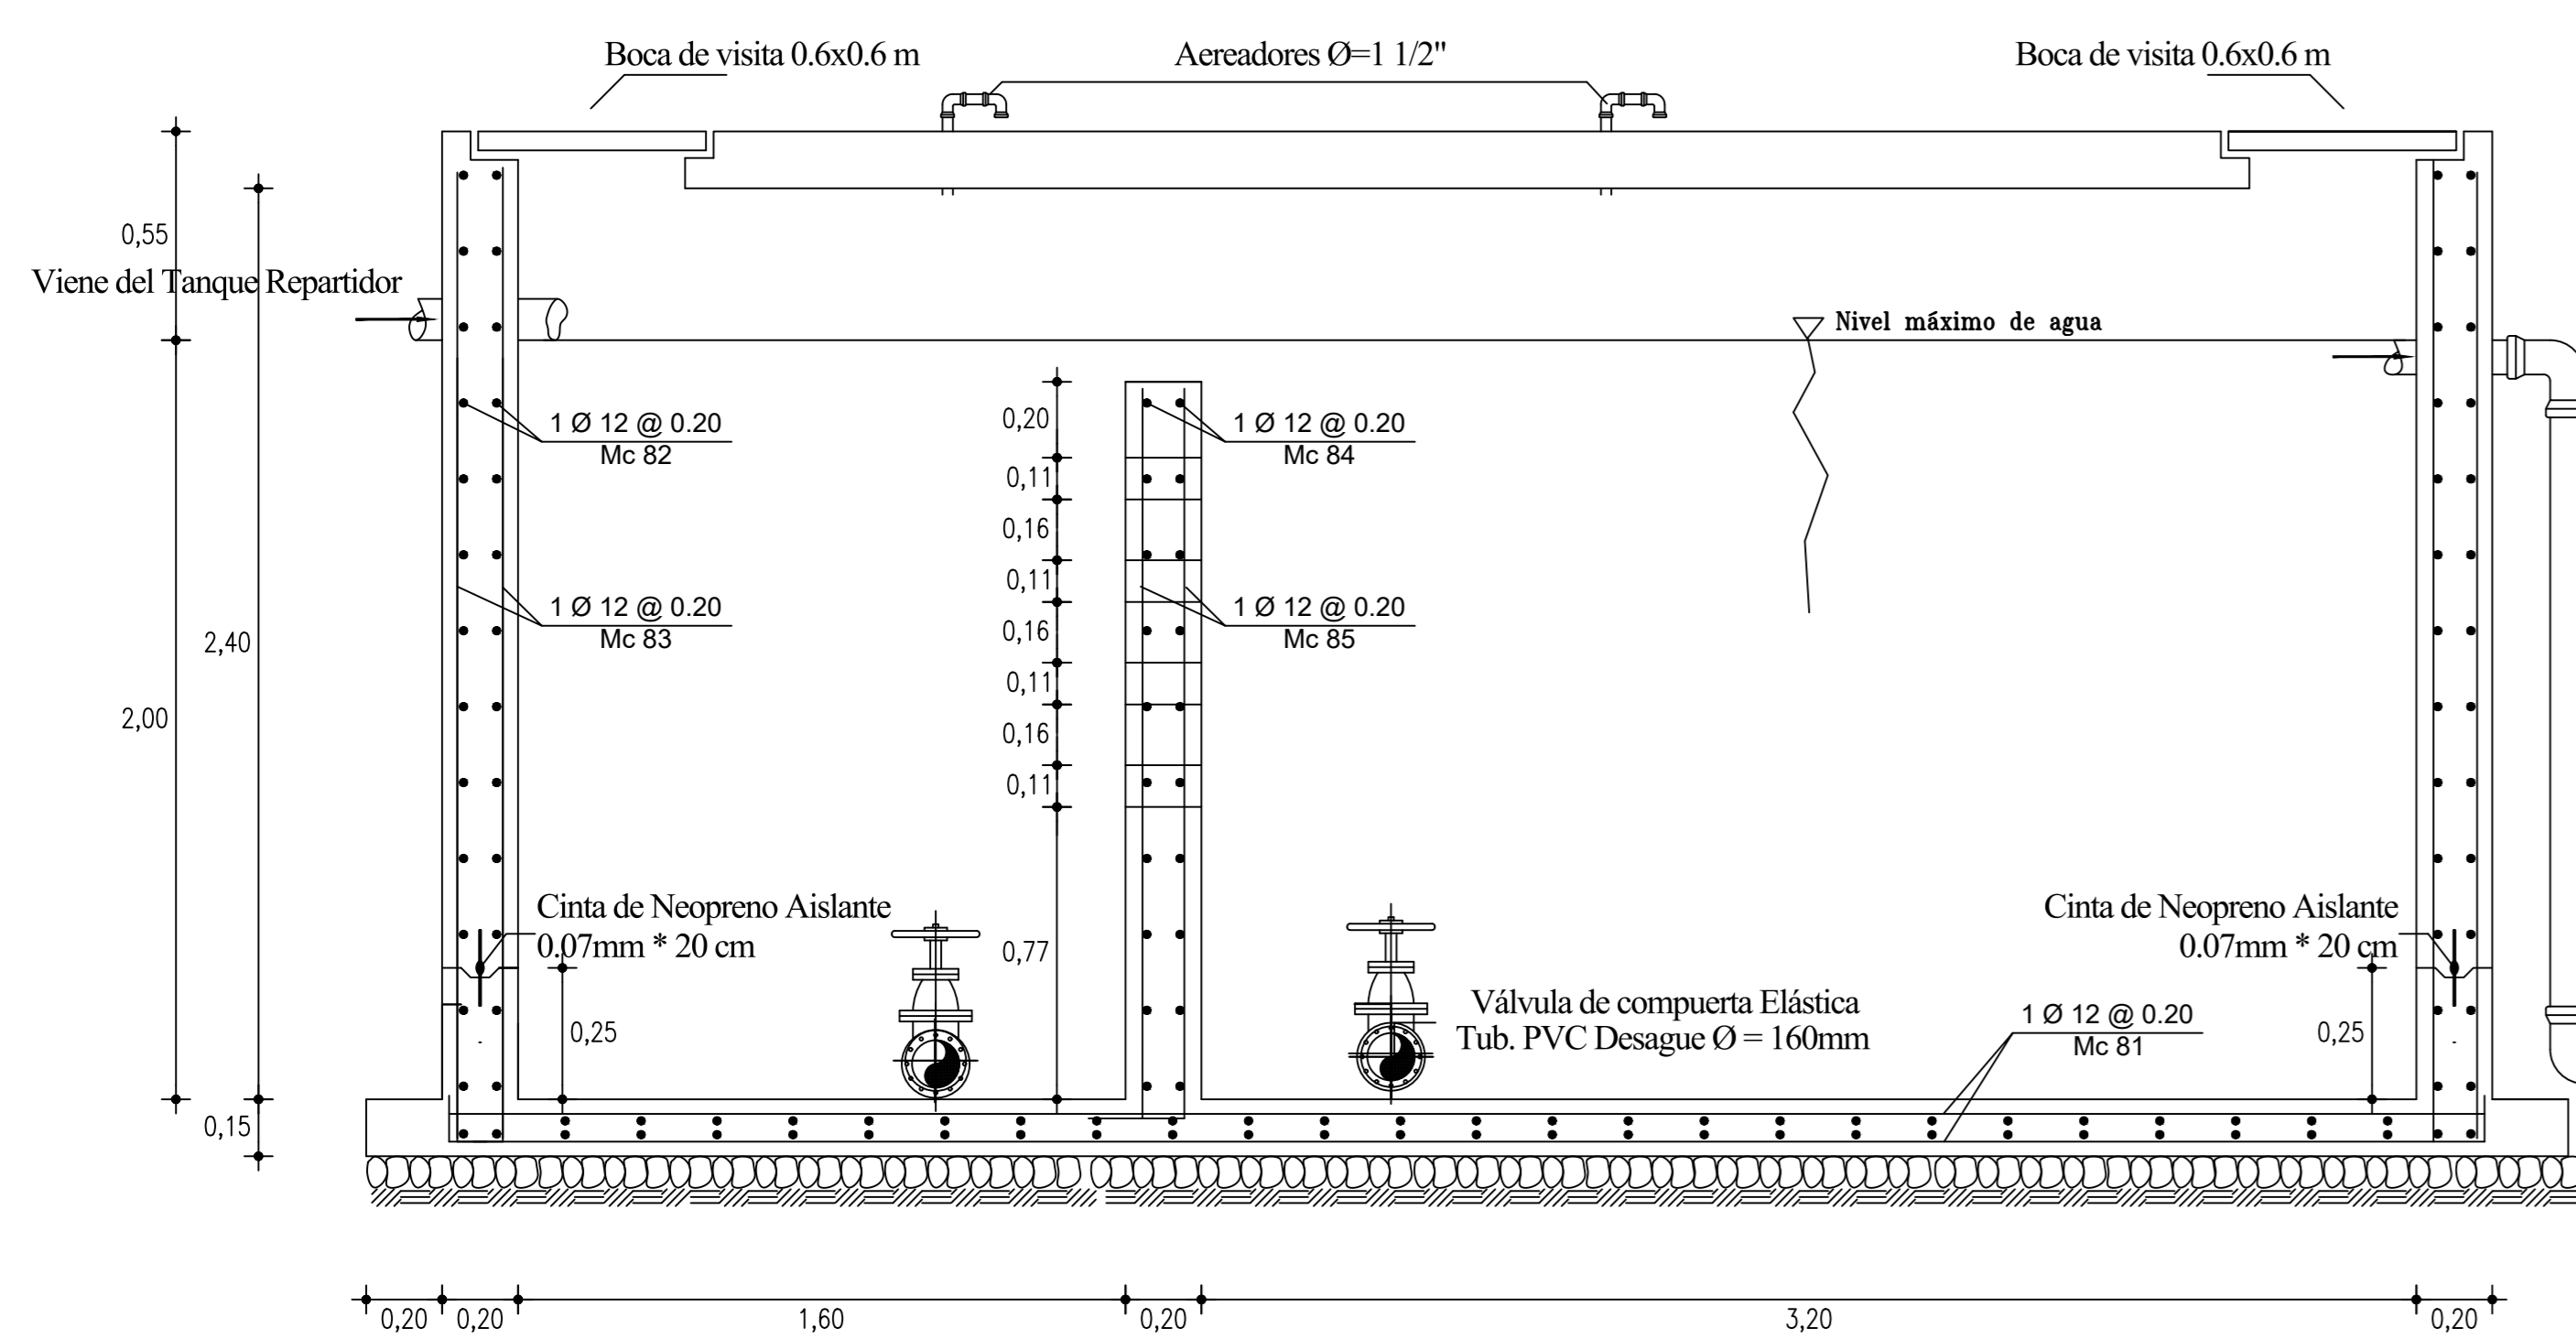 Boca de visita 0.6x0.6 m
Aereadores Ø=1 1/2"
Boca de visita 0.6x0.6 m
0,55
Viene del Tanque Repartidor
Nivel máximo de agua
0,20
1 Ø 12 @ 0.20
Mc 82
1 Ø 12 @ 0.20
Mc 84
0,11
0,16
0,11
1 Ø 12 @ 0.20
Mc 83
1 Ø 12 @ 0.20
Mc 85
2,40
0,16
0,11
2,00
0,16
0,11
Cinta de Neopreno Aislante
0.07mm * 20 cm
0,77
Cinta de Neopreno Aislante
0.07mm * 20 cm
0,25
Válvula de compuerta Elástica
Tub. PVC Desague Ø = 160mm
1 Ø 12 @ 0.20
Mc 81
0,25
0,15
0,20
0,20
1,60
0,20
3,20
0,20